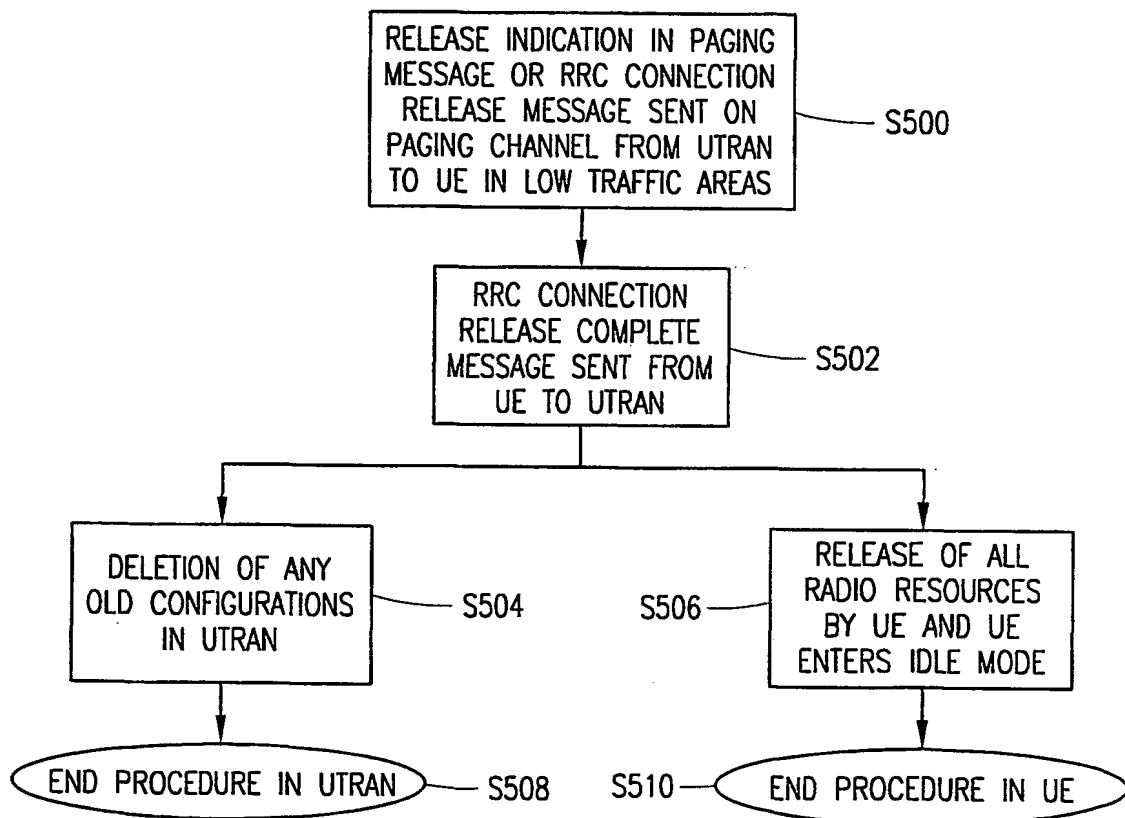 RELEASE INDICATION IN PAGING
MESSAGE OR RRC CONNECTION
RELEASE MESSAGE SENT ON
PAGING CHANNEL FROM UTRAN
TO UE IN LOW TRAFFIC AREAS
S500
RRC CONNECTION
RELEASE COMPLETE
MESSAGE SENT FROM
UE TO UTRAN
S502
DELETION OF ANY
OLD CONFIGURATIONS
IN UTRAN
S504
S506
RELEASE OF ALL
RADIO RESOURCES
BY UE AND UE
ENTERS IDLE MODE
END PROCEDURE IN UTRAN
S508
S510
END PROCEDURE IN UE